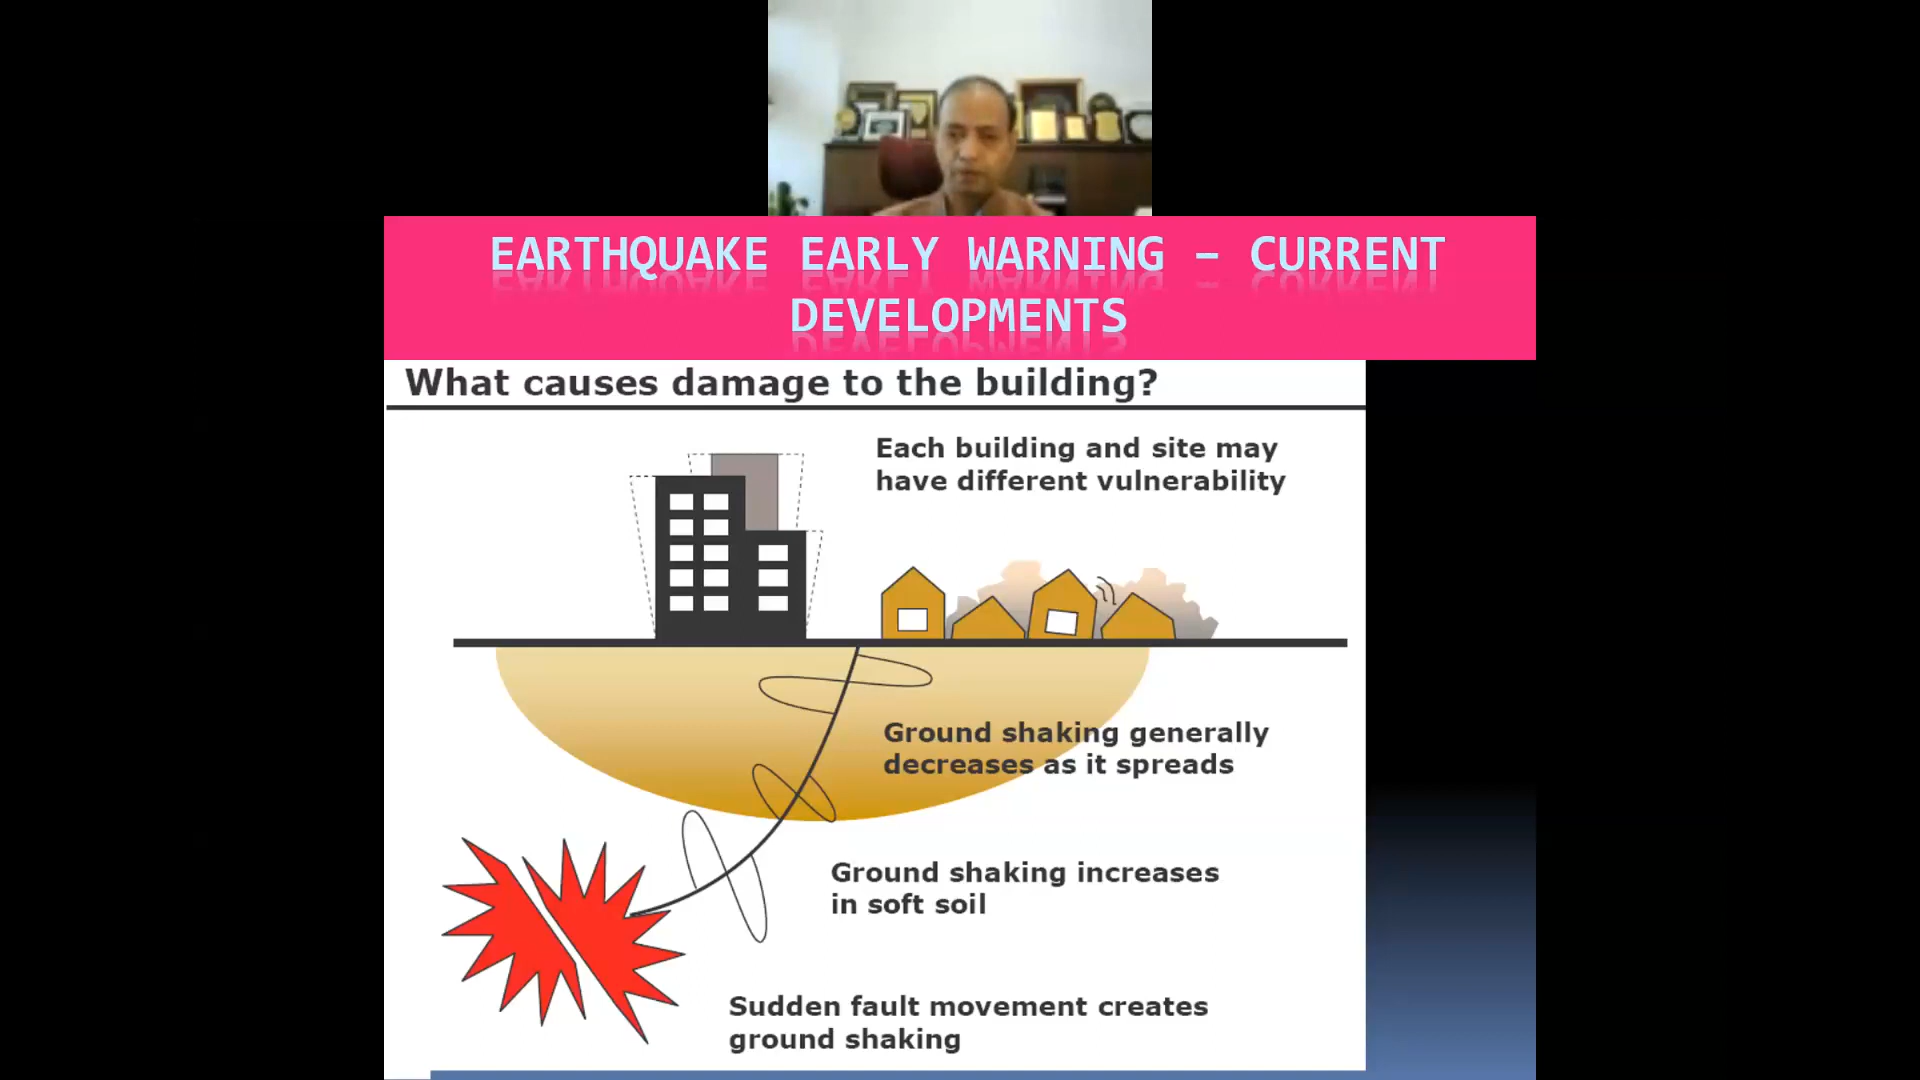 EARTHQUAKE EARLY WARNING – CURRENT
DEVELOPMENTS
What causes damage to the building?
Each building and site may
have different vulnerability
Ground shaking generally
decreases as it spreads
Ground shaking increases
in soft soil
Sudden fault movement creates
ground shaking